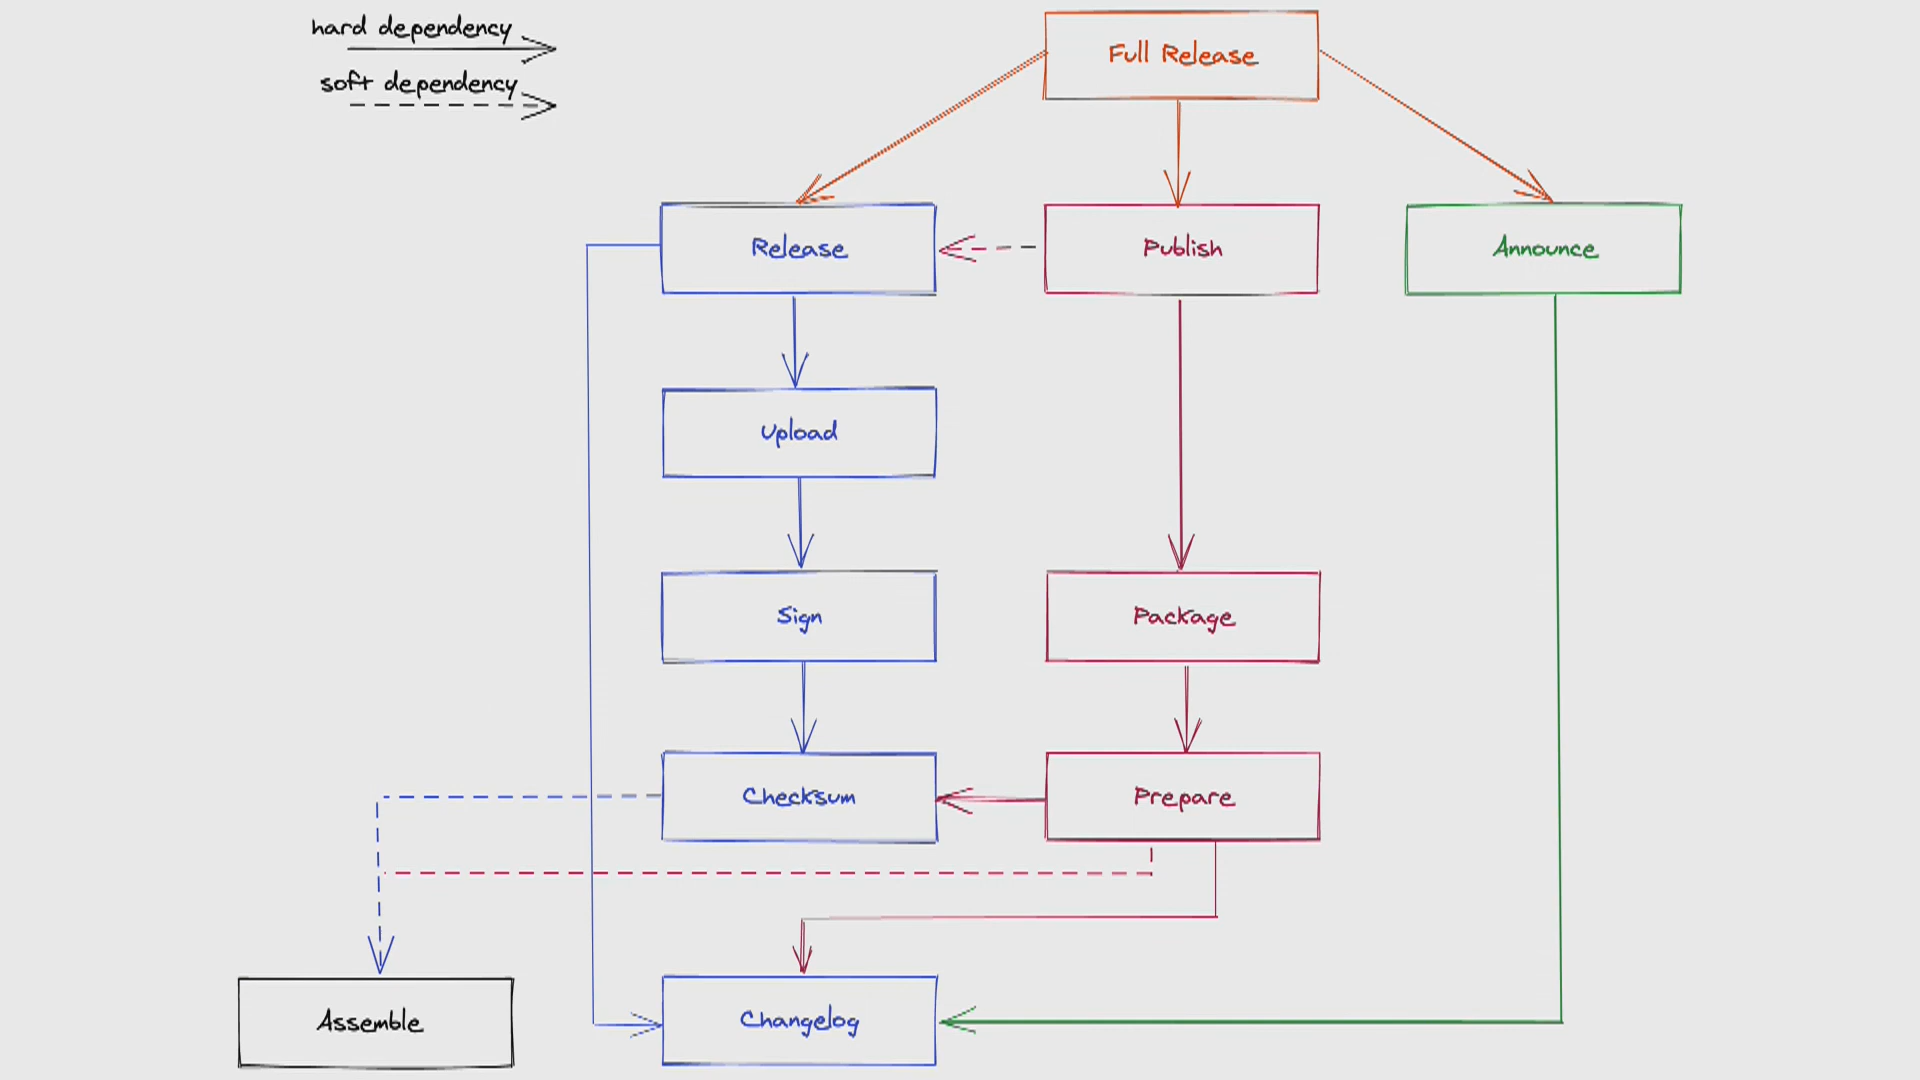 hard dependency
soft dependency
Full Release
Release
Publish
Announce
Upload
Sign
Package
Checksum
Prepare
Assemble
Changelog